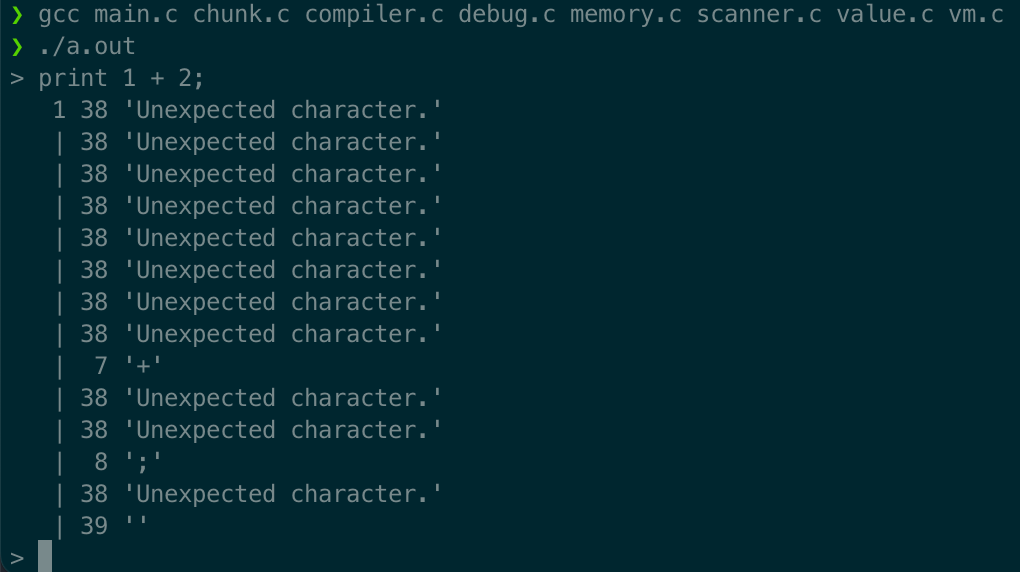 ❯ gcc main.c chunk.c compiler.c debug.c memory.c scanner.c value.c vm.c
❯ ./a.out
> print 1 + 2;
   1 38 'Unexpected character.'
   | 38 'Unexpected character.'
   | 38 'Unexpected character.'
   | 38 'Unexpected character.'
   | 38 'Unexpected character.'
   | 38 'Unexpected character.'
   | 38 'Unexpected character.'
   | 38 'Unexpected character.'
   |  7 '+'
   | 38 'Unexpected character.'
   | 38 'Unexpected character.'
   |  8 ';'
   | 38 'Unexpected character.'
   | 39 ''
>